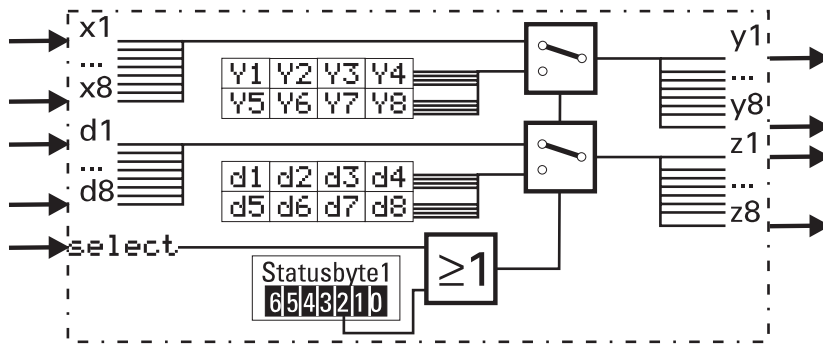 x1
...
x8
d1
...
d8
select
Y1 Y2 Y3 Y4
Y5 Y6 Y7 Y8
d1 d2 d3 d4
d5 d6 d7 d8
Statusbyte1
6 5 4 3 2 1 0
≥1
y1
...
y8
z1
...
z8